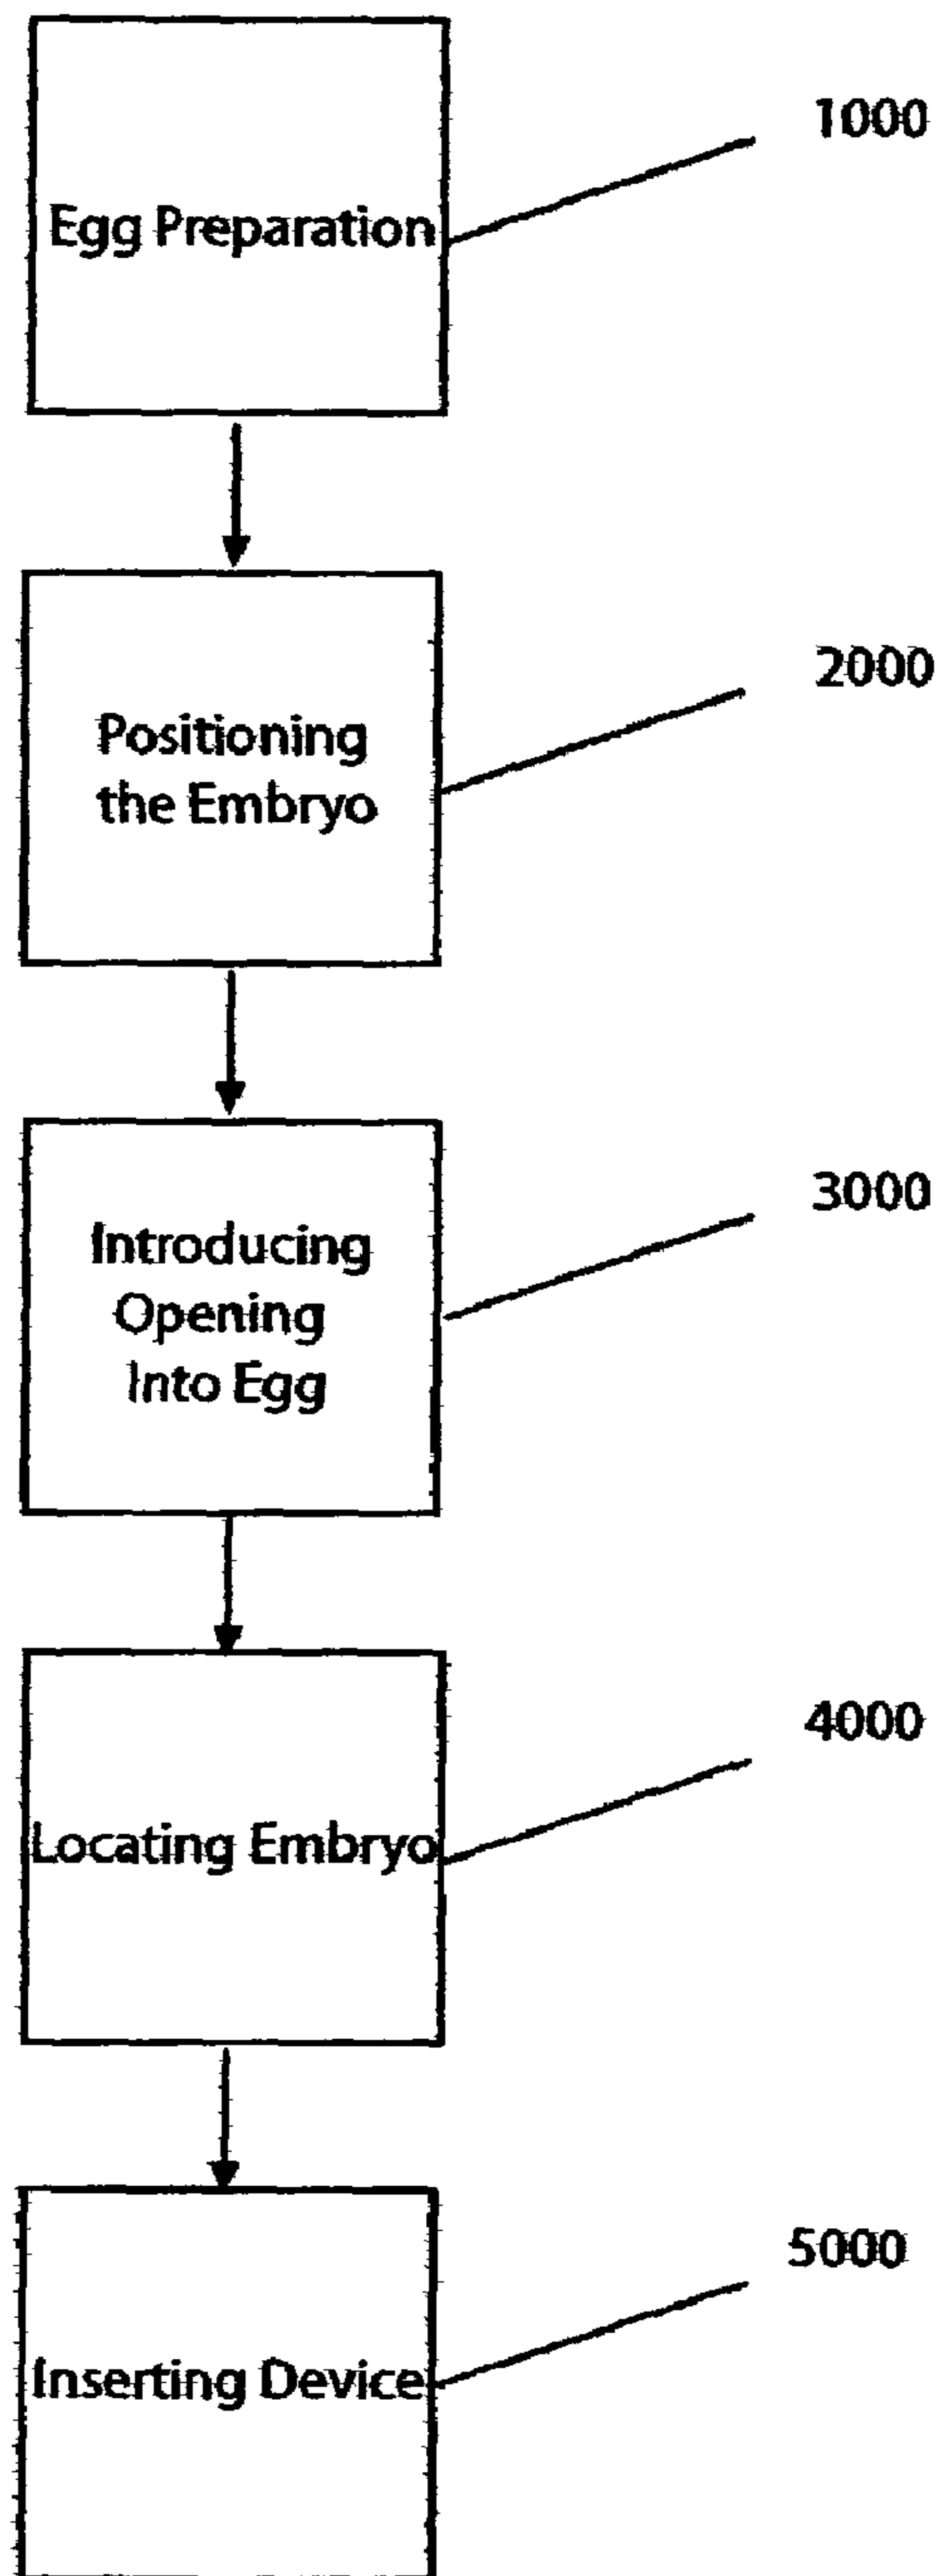 1000
Egg Preparation
2000
Positioning
the Embryo
3000
Introducing
Opening
Into Egg
4000
Locating Embryo
5000
Inserting Device